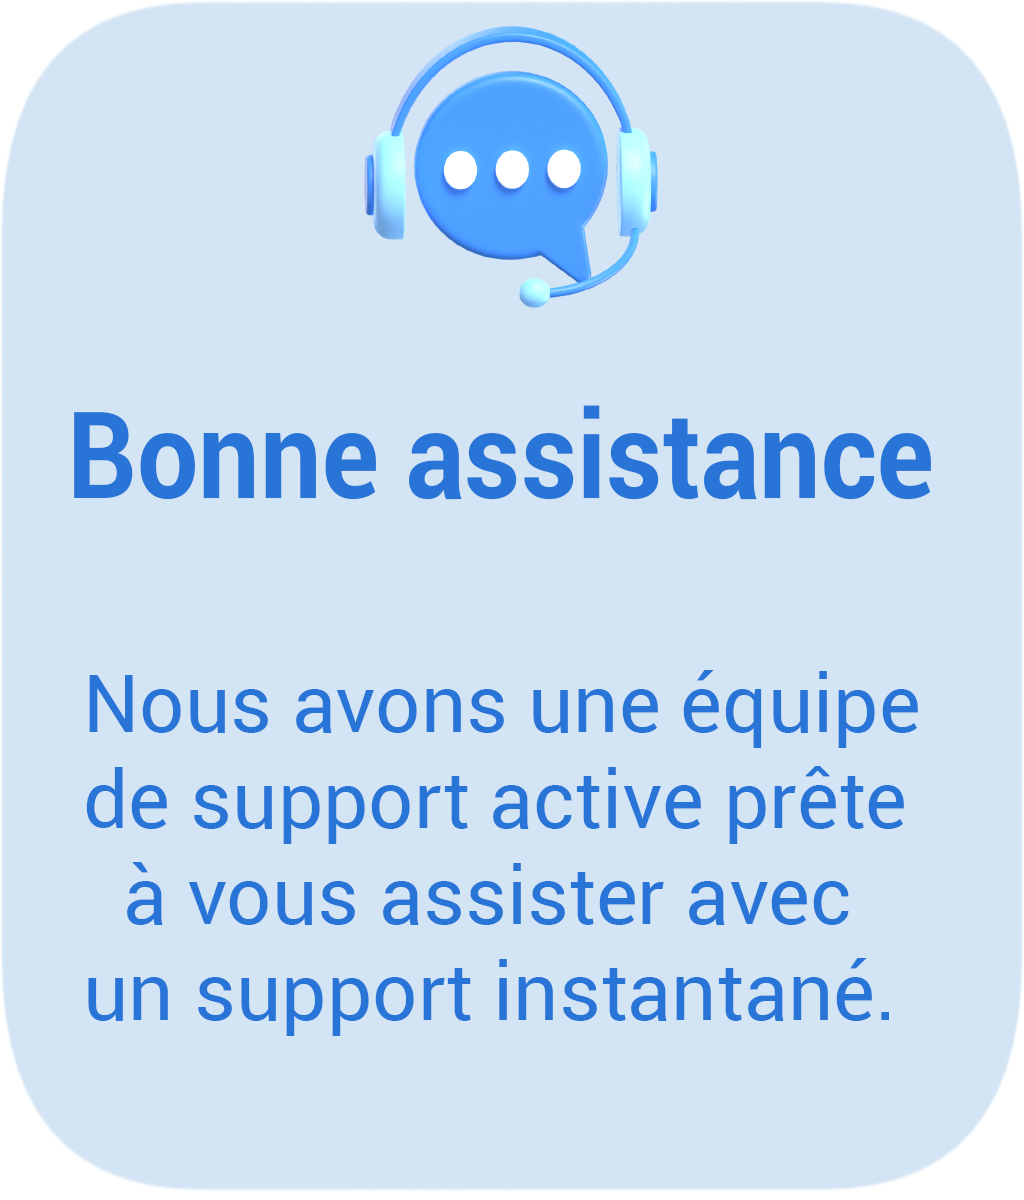 Bonne assistance
Nous avons une équipe
de support active prête
à vous assister avec
un support instantané.